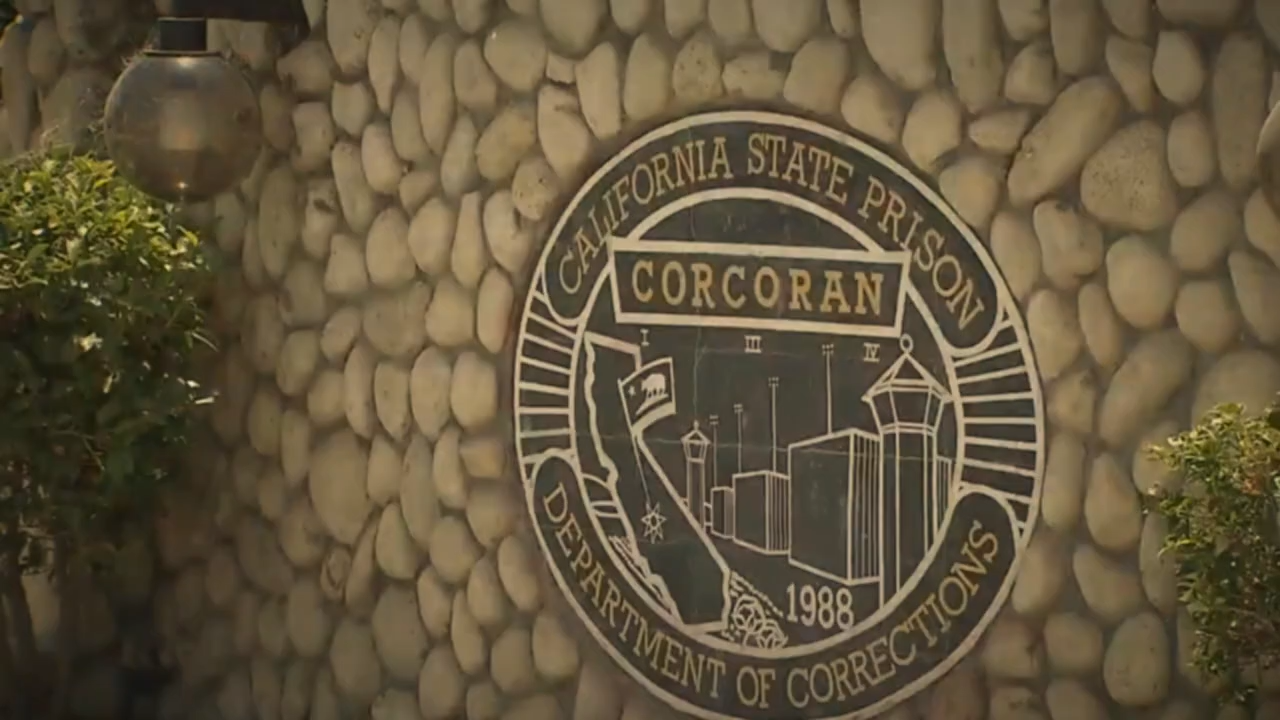 CALIFORNIA STATE PRISON
CORCORAN
I III IV
1988
DEPARTMENT OF CORRECTIONS